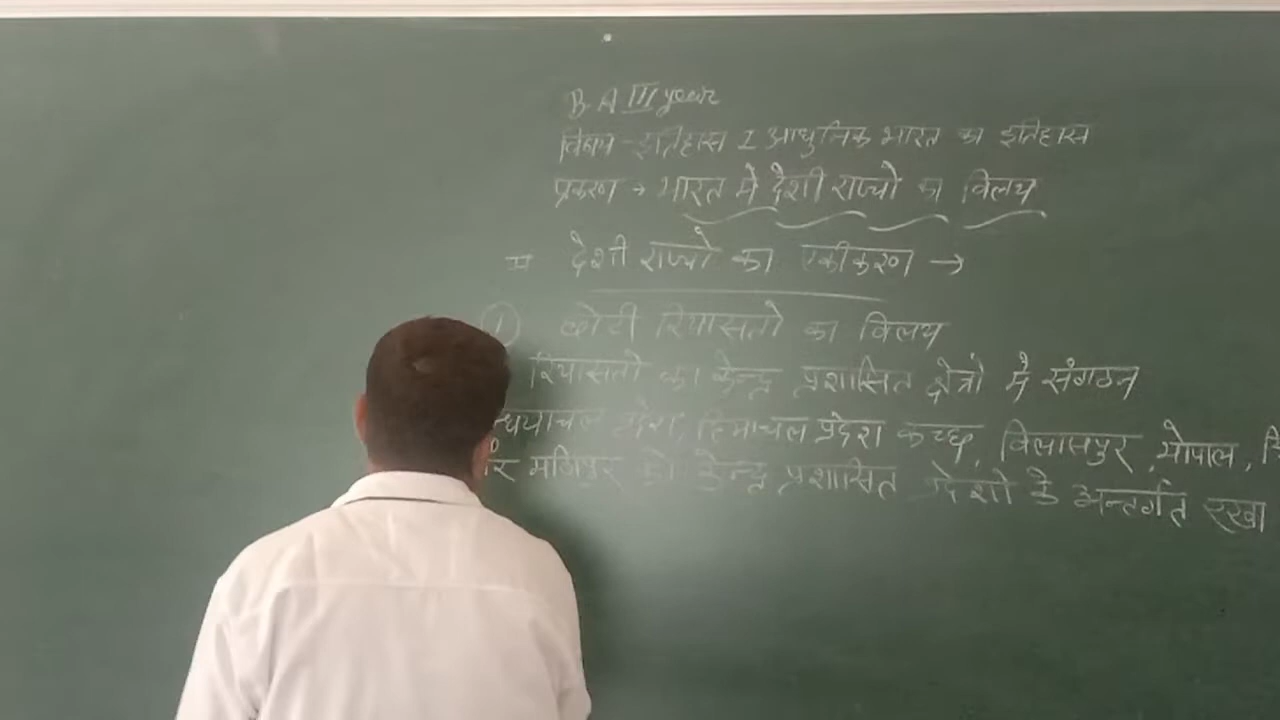 B A III year
विषय - इतिहास I आधुनिक भारत का इतिहास
प्रकरण → भारत मे देशी राज्यो का विलय
देशी राज्यो का एकीकरण →
① छोटी रियासतो का विलय
रियासतो का केन्द्र प्रशासित क्षेत्रों में संगठन
प्रदेश, हिमाचल प्रदेश कच्छ, विलासपुर, भोपाल,
मणिपुर को केन्द्र प्रशासित प्रदेशो के अन्तर्गत रखा